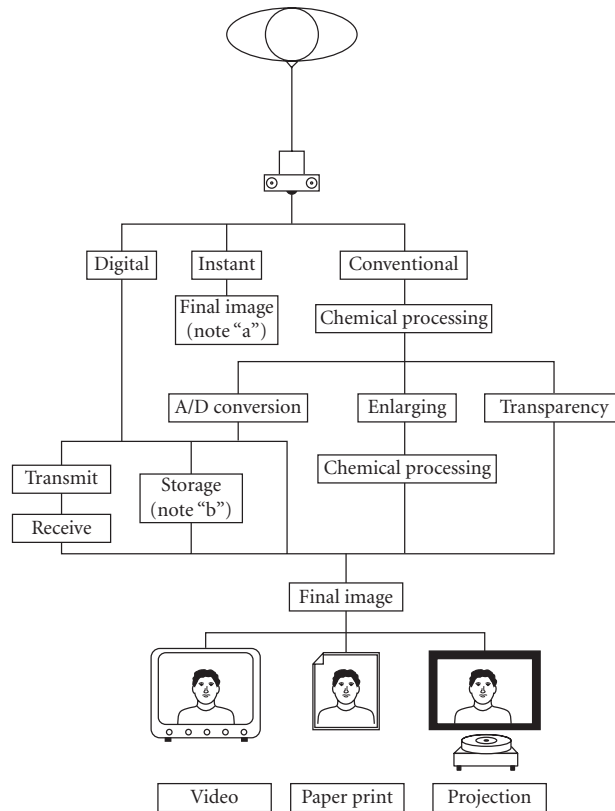 Digital
Instant
Conventional
Final image
(note “a”)
Chemical processing
A/D conversion
Enlarging
Transparency
Transmit
Storage
(note “b”)
Chemical processing
Receive
Final image
Video
Paper print
Projection